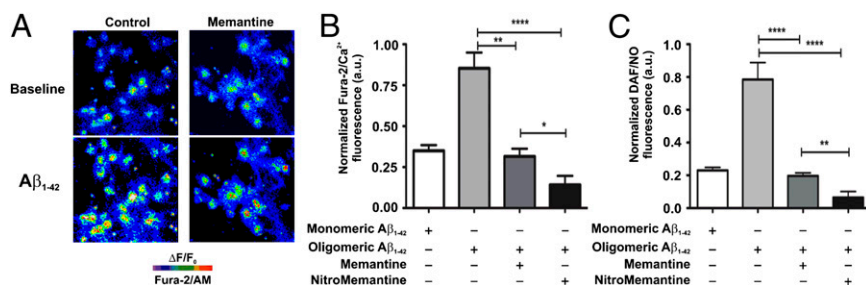 A
Control
Memantine
Baseline
Aβ1-42
ΔF/F0
Fura-2/AM
B
Normalized Fura-2/Ca2+
fluorescence (a.u.)
1.00
0.75
0.50
0.25
0
****
**
*
Monomeric Aβ1-42 + – – –
Oligomeric Aβ1-42 – + + +
Memantine – – + –
NitroMemantine – – – +
C
Normalized DAF/NO
fluorescence (a.u.)
1.0
0.8
0.6
0.4
0.2
0
****
****
**
Monomeric Aβ1-42 + – – –
Oligomeric Aβ1-42 – + + +
Memantine – – + –
NitroMemantine – – – +